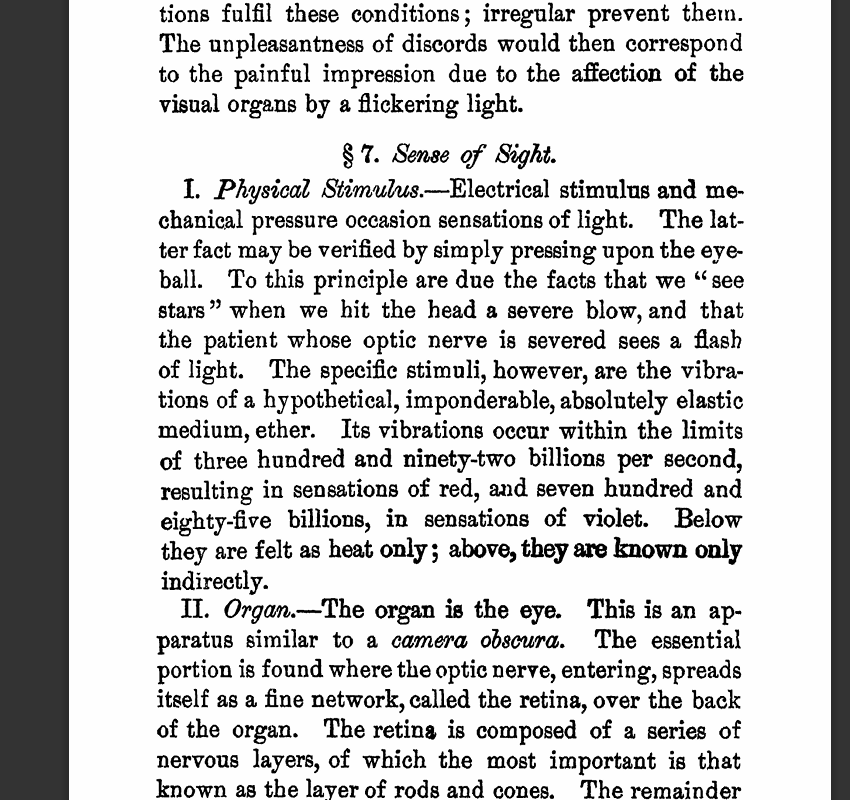 tions fulfil these conditions; irregular prevent them.
The unpleasantness of discords would then correspond
to the painful impression due to the affection of the
visual organs by a flickering light.
§ 7. Sense of Sight.
I. Physical Stimulus.—Electrical stimulus and me-
chanical pressure occasion sensations of light. The lat-
ter fact may be verified by simply pressing upon the eye-
ball. To this principle are due the facts that we “see
stars” when we hit the head a severe blow, and that
the patient whose optic nerve is severed sees a flash
of light. The specific stimuli, however, are the vibra-
tions of a hypothetical, imponderable, absolutely elastic
medium, ether. Its vibrations occur within the limits
of three hundred and ninety-two billions per second,
resulting in sensations of red, and seven hundred and
eighty-five billions, in sensations of violet. Below
they are felt as heat only; above, they are known only
indirectly.
II. Organ.—The organ is the eye. This is an ap-
paratus similar to a camera obscura. The essential
portion is found where the optic nerve, entering, spreads
itself as a fine network, called the retina, over the back
of the organ. The retina is composed of a series of
nervous layers, of which the most important is that
known as the layer of rods and cones. The remainder